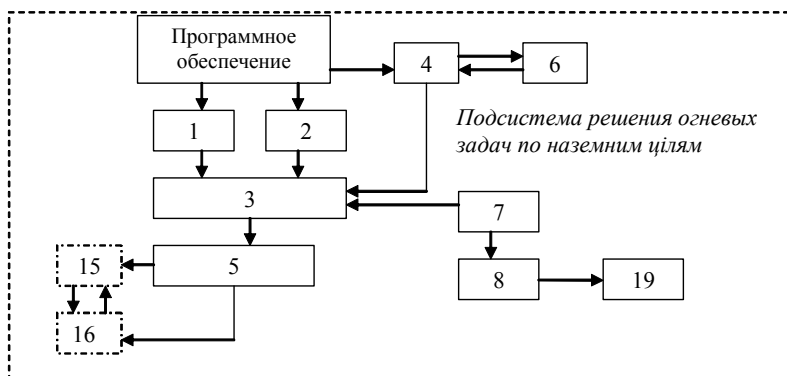 Программное
обеспечение
4
6
1
2
Подсистема решения огневых
задач по наземним цілям
3
7
5
15
8
19
16